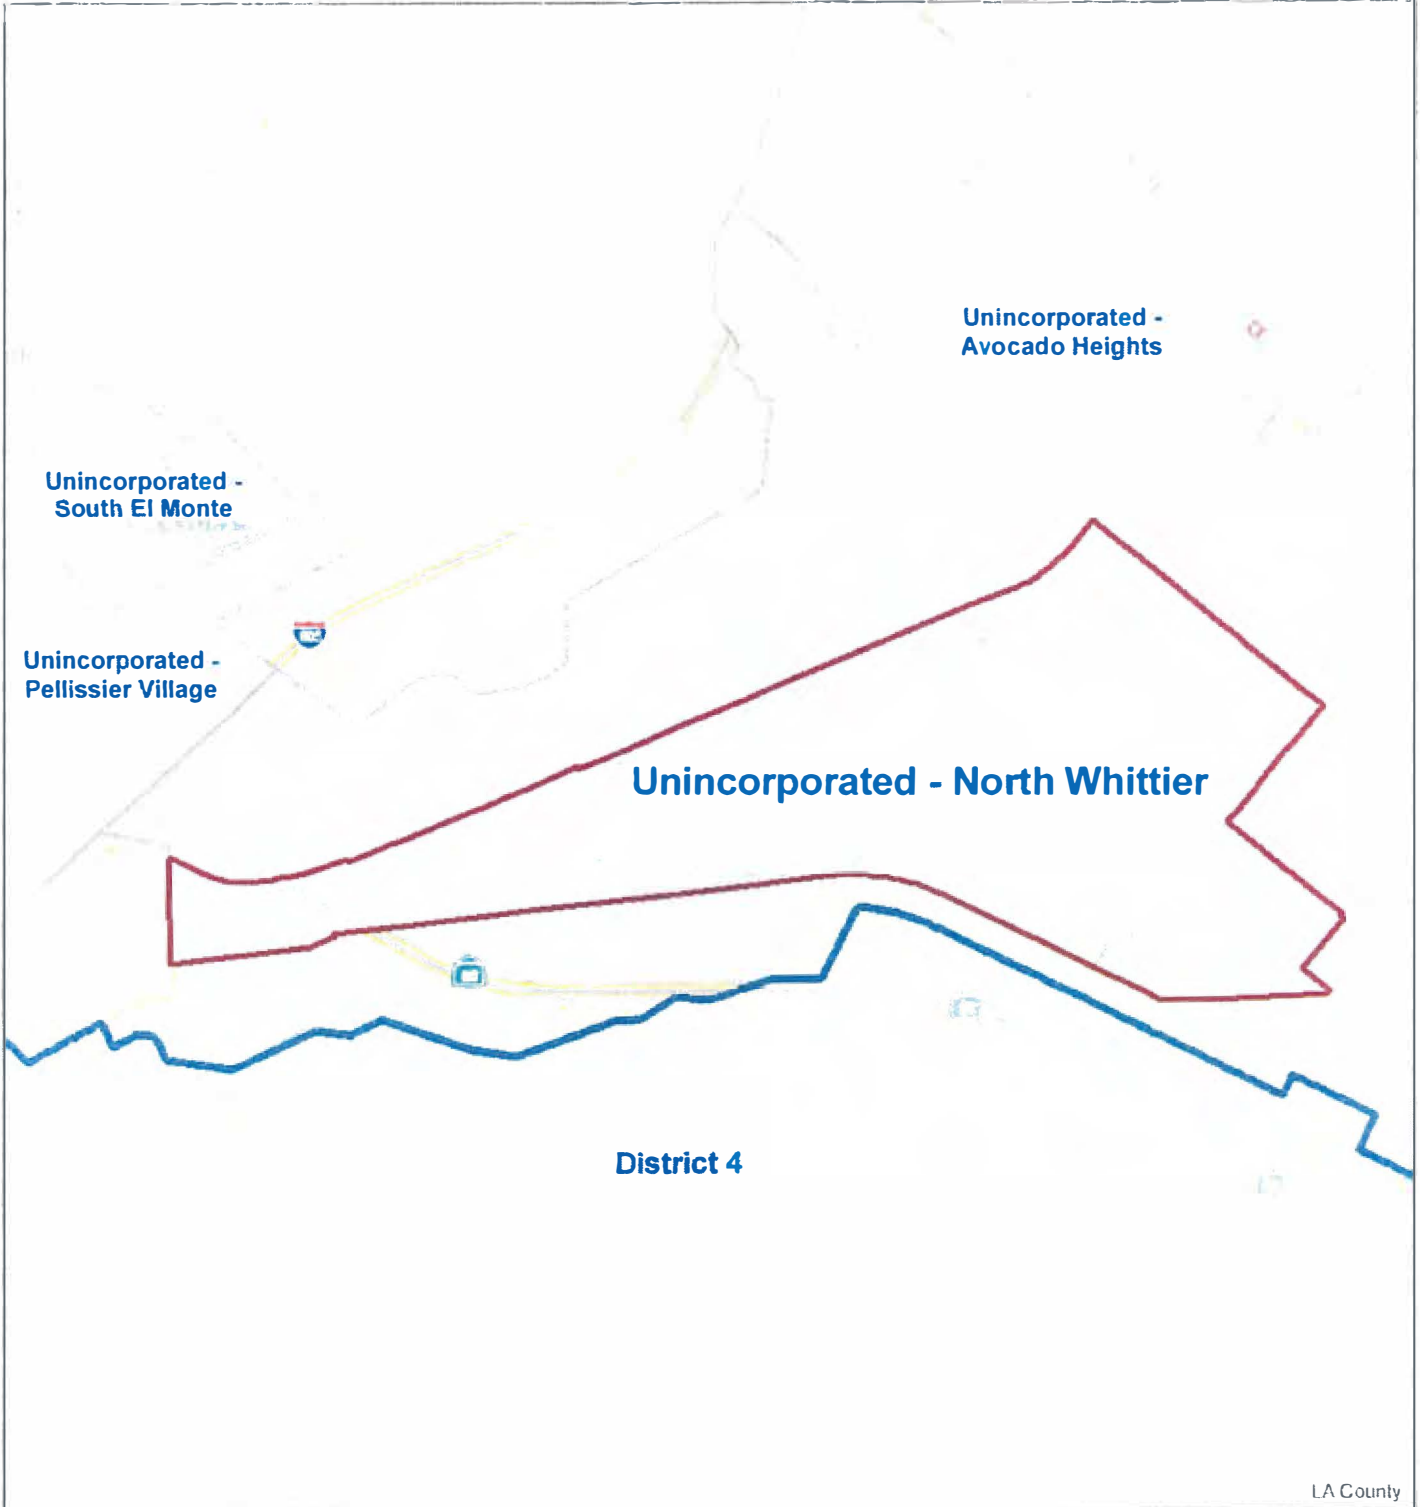 Unincorporated -
Avocado Heights
Unincorporated -
South El Monte
Unincorporated -
Pellissier Village
Unincorporated - North Whittier
District 4
LA County